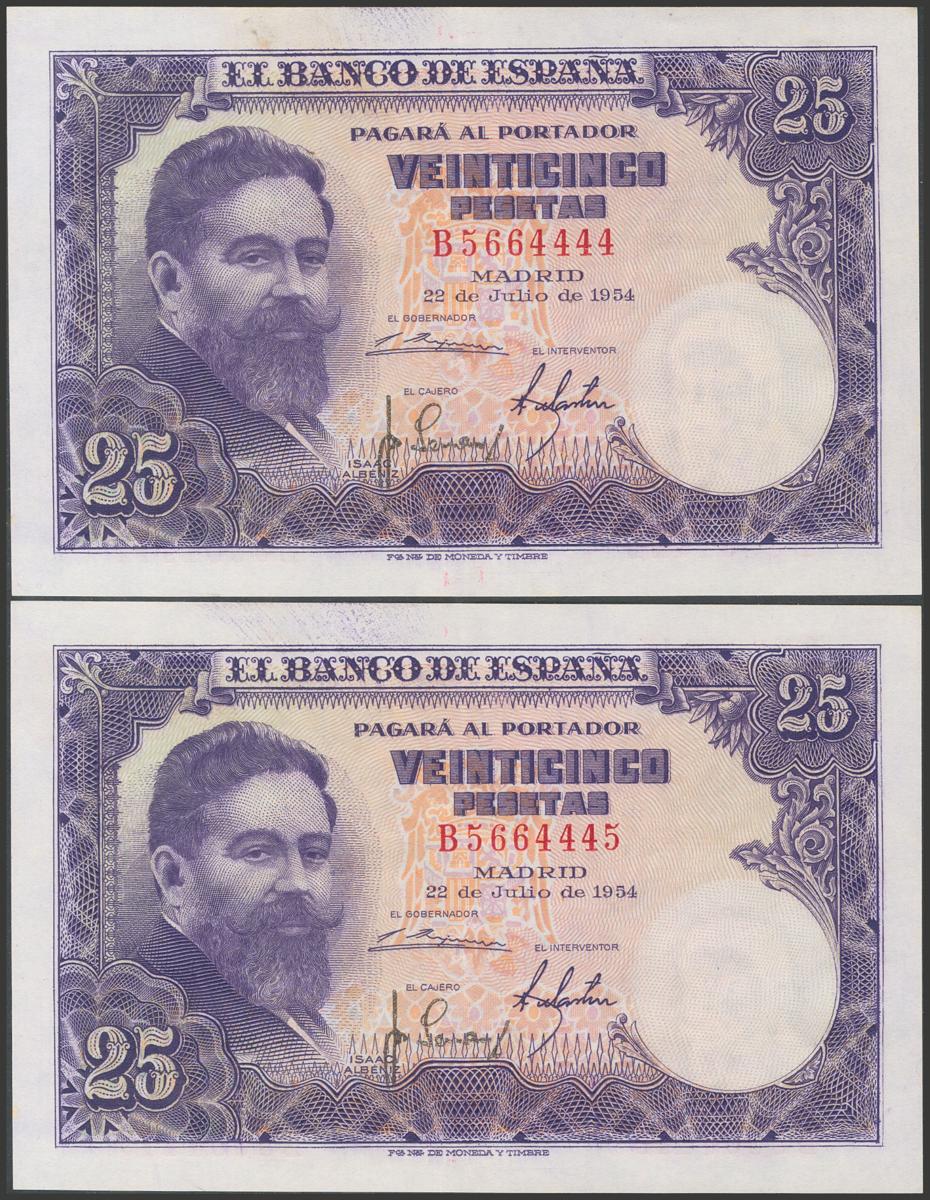 EL BANCO DE ESPAÑA
25
PAGARÁ AL PORTADOR
VEINTICINCO
PESETAS
B5664444
MADRID
22 de Julio de 1954
EL GOBERNADOR
EL INTERVENTOR
EL CAJERO
ISAAC
ALBENIZ
25
Fca. Nal. DE MONEDA Y TIMBRE
EL BANCO DE ESPAÑA
25
PAGARÁ AL PORTADOR
VEINTICINCO
PESETAS
B5664445
MADRID
22 de Julio de 1954
EL GOBERNADOR
EL INTERVENTOR
EL CAJERO
ISAAC
ALBENIZ
25
Fca. Nal. DE MONEDA Y TIMBRE